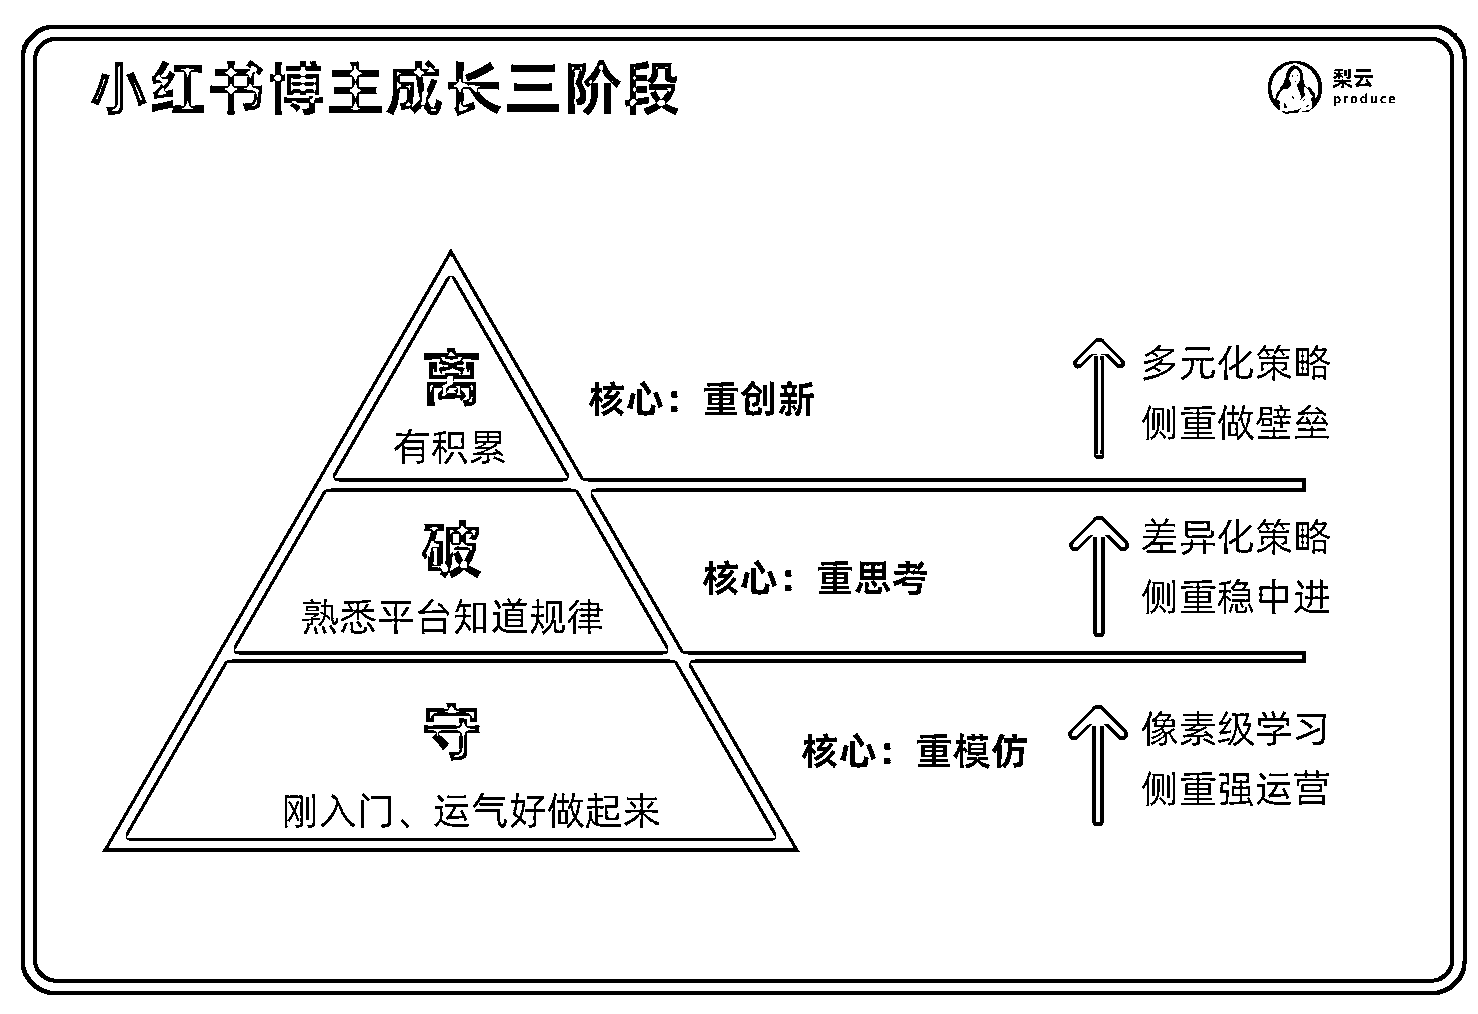 小红书博主成长三阶段
梨云
produce
离
有积累
核心：重创新
多元化策略
侧重做壁垒
破
熟悉平台知道规律
核心：重思考
差异化策略
侧重稳中进
守
刚入门、运气好做起来
核心：重模仿
像素级学习
侧重强运营